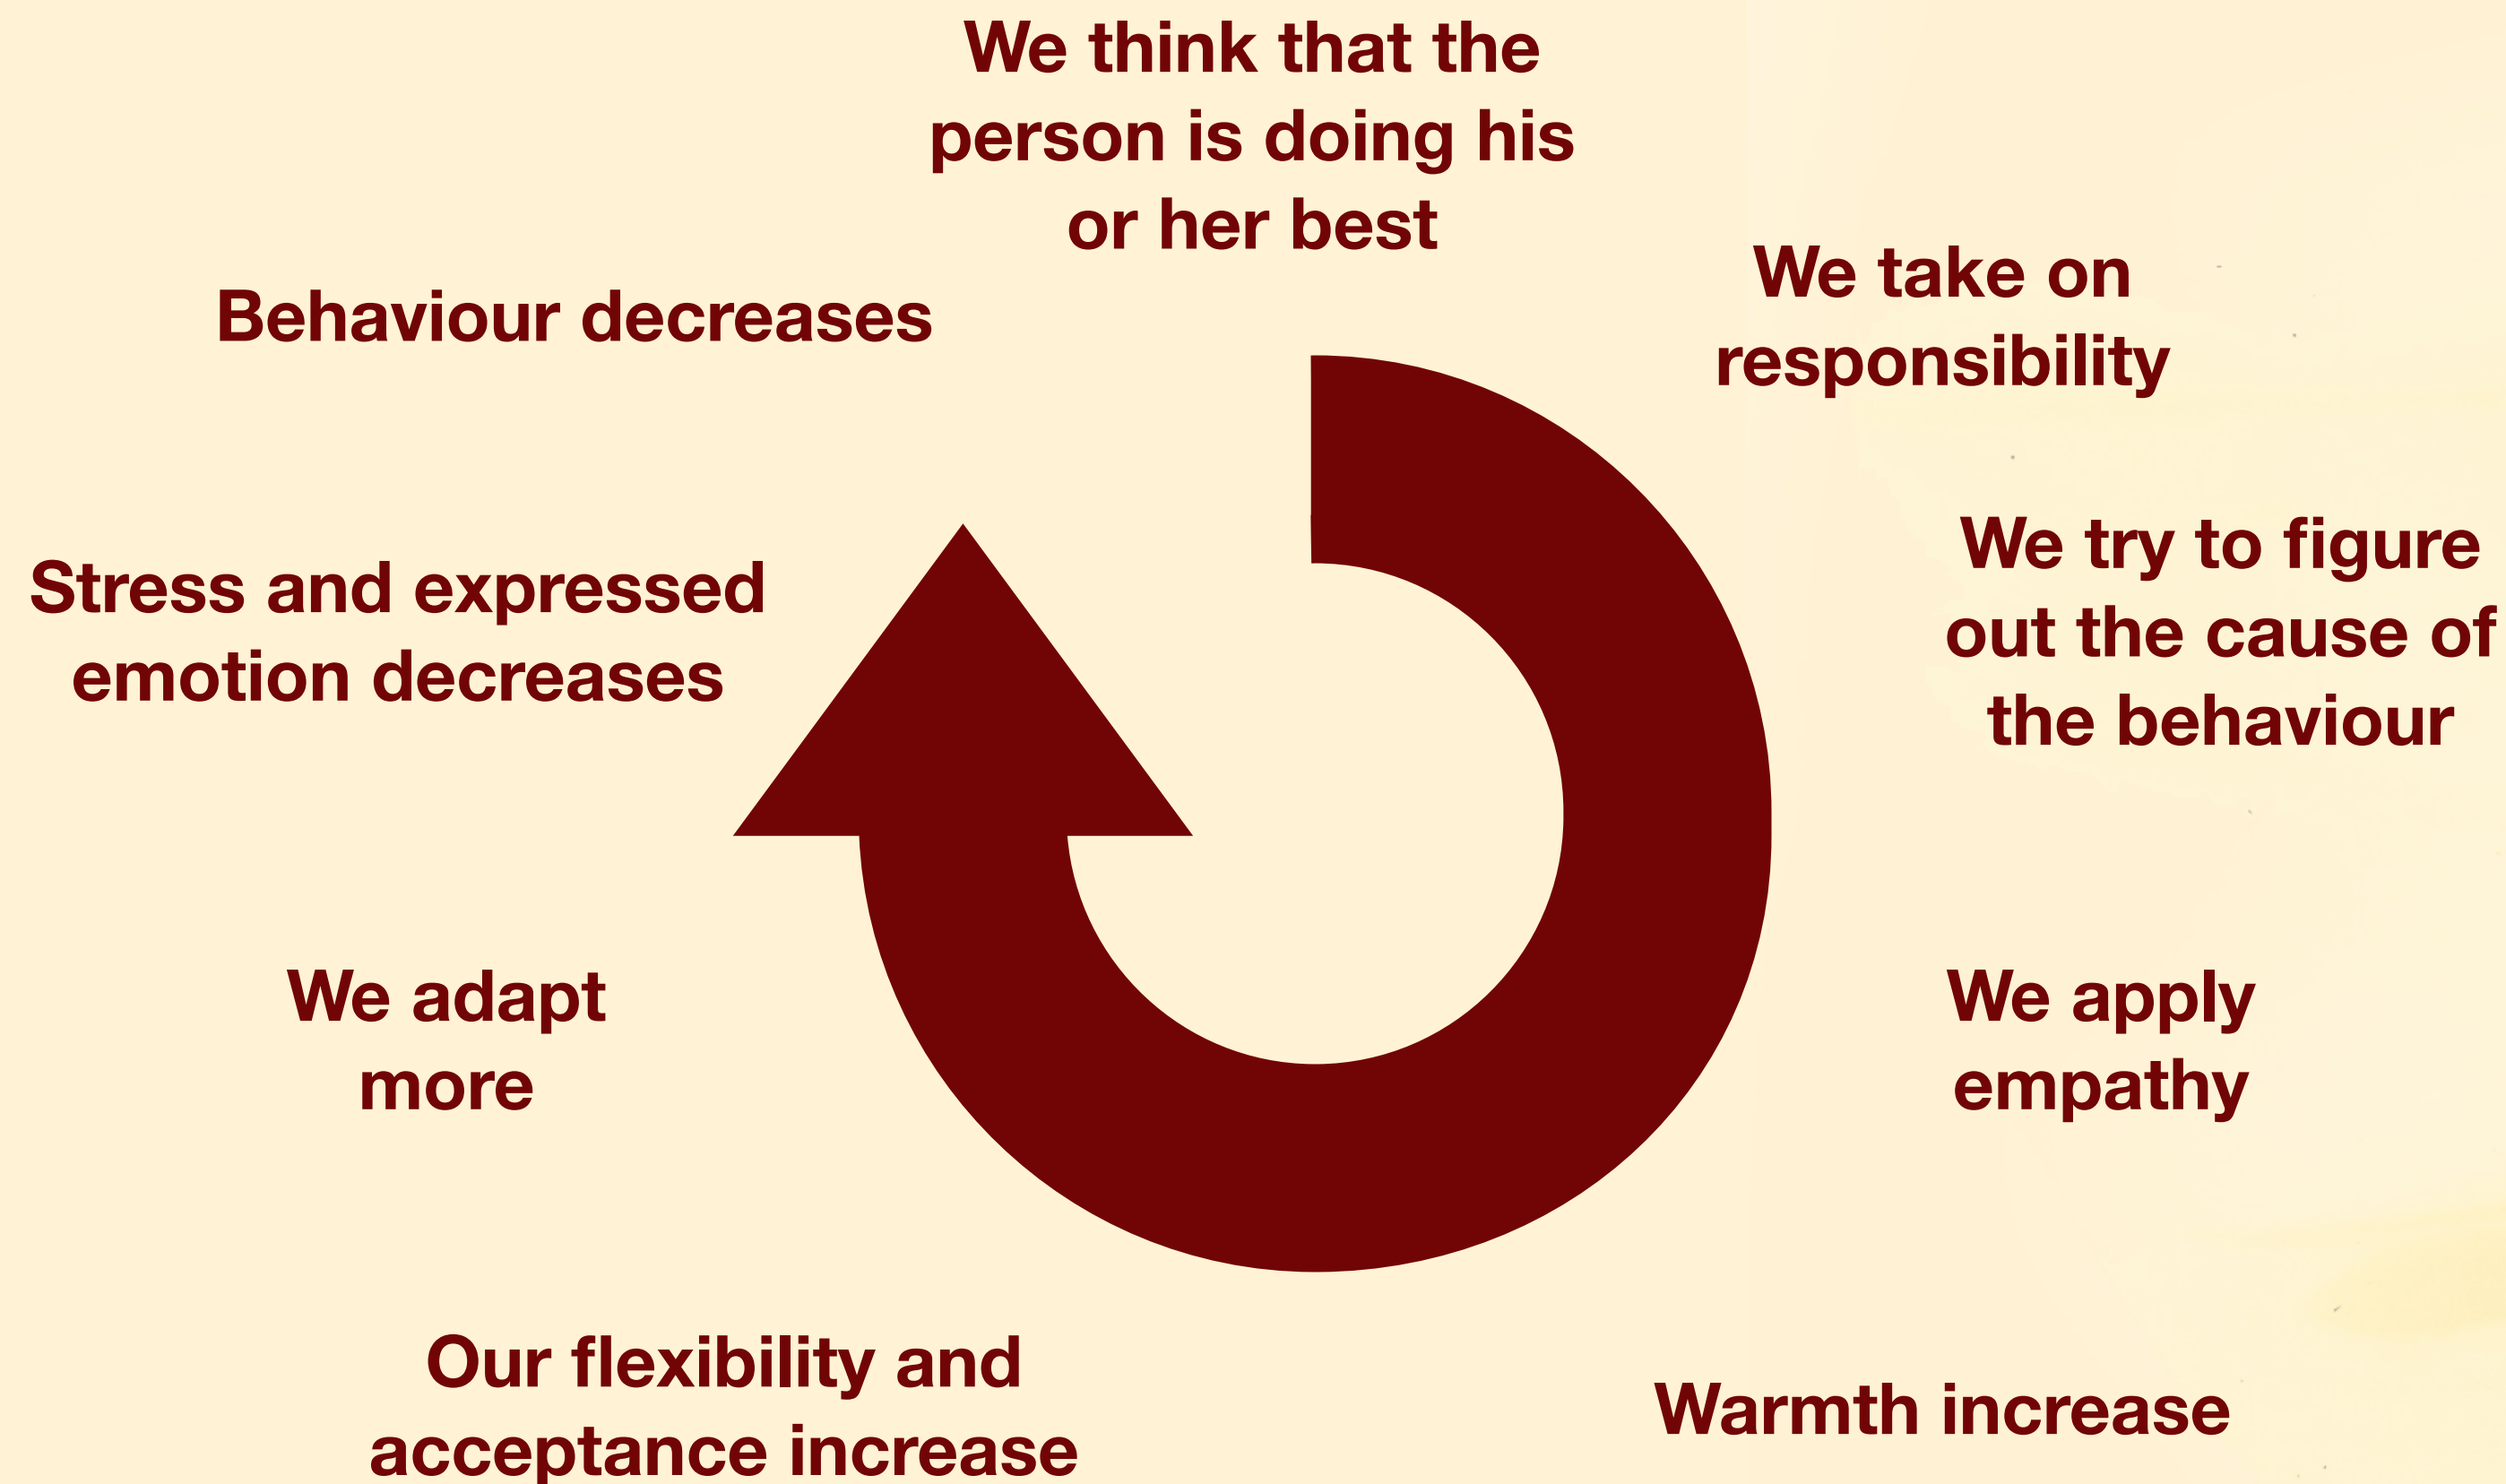 We think that the
person is doing his
or her best
We take on
responsibility
We try to figure
out the cause of
the behaviour
We apply
empathy
Warmth increase
Our flexibility and
acceptance increase
We adapt
more
Stress and expressed
emotion decreases
Behaviour decreases